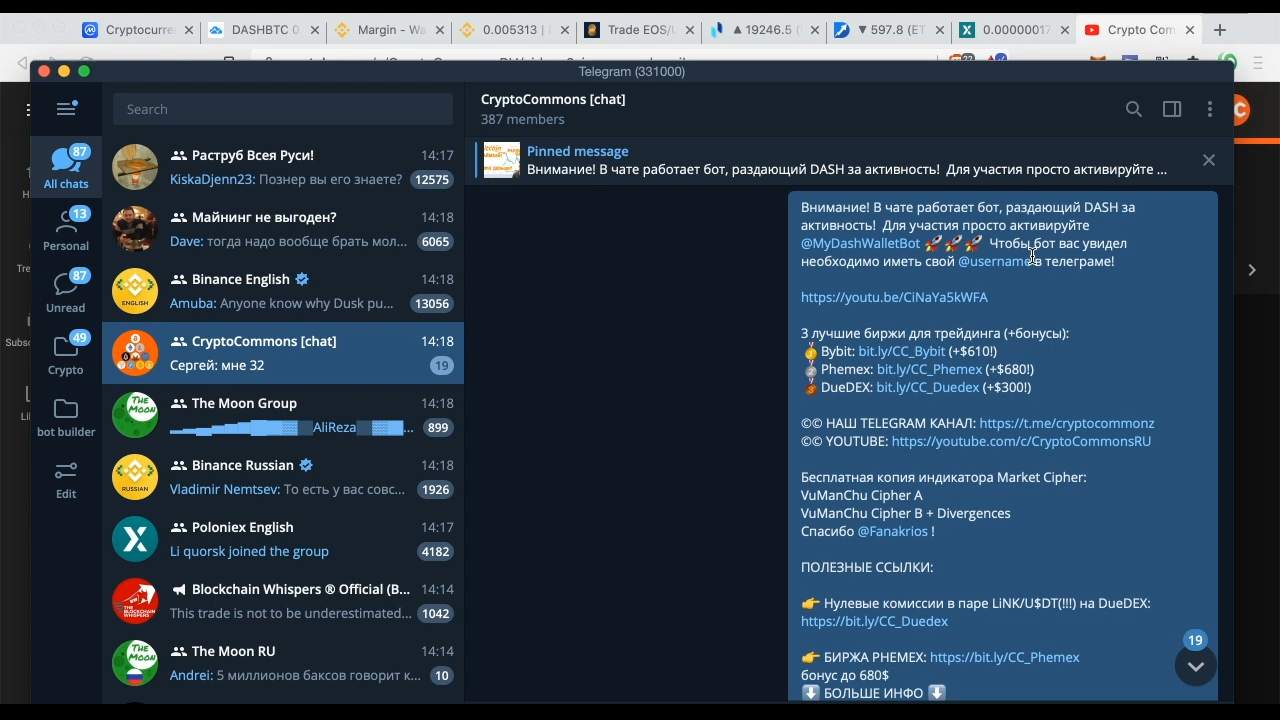 Cryptocurre
DASHBTC 0
Margin - Wa
0.005313 | E
Trade EOS/U
▲ 19246.5 (
▼ 597.8 (ET
0.00000017
Crypto Com
Telegram (331000)
Search
CryptoCommons [chat]
387 members
Pinned message
Внимание! В чате работает бот, раздающий DASH за активность! Для участия просто активируйте ...
87
All chats
13
Personal
87
Unread
49
Crypto
bot builder
Edit
Раструб Всея Руси! 14:17
KiskaDjenn23: Познер вы его знаете? 12575
Майнинг не выгоден? 14:18
Dave: тогда надо вообще брать мол... 6065
Binance English 14:18
Amuba: Anyone know why Dusk pu... 13056
ENGLISH
CryptoCommons [chat] 14:18
Сергей: мне 32 19
The Moon Group 14:18
AliReza ... 899
THE MOON
Binance Russian 14:18
Vladimir Nemtsev: То есть у вас совс... 1926
RUSSIAN
Poloniex English 14:17
Li quorsk joined the group 4182
Blockchain Whispers ® Official (B... 14:14
This trade is not to be underestimated... 1042
THE BLOCKCHAIN WHISPERS
The Moon RU 14:14
Andrei: 5 миллионов баксов говорит к... 10
THE MOON
Внимание! В чате работает бот, раздающий DASH за
активность! Для участия просто активируйте
@MyDashWalletBot 🚀🚀🚀 Чтобы бот вас увидел
необходимо иметь свой @username в телеграме!
https://youtu.be/CiNaYa5kWFA
3 лучшие биржи для трейдинга (+бонусы):
🥇 Bybit: bit.ly/CC_Bybit (+$610!)
🥈 Phemex: bit.ly/CC_Phemex (+$680!)
🥉 DueDEX: bit.ly/CC_Duedex (+$300!)
©© НАШ TELEGRAM КАНАЛ: https://t.me/cryptocommonz
©© YOUTUBE: https://youtube.com/c/CryptoCommonsRU
Бесплатная копия индикатора Market Cipher:
VuManChu Cipher A
VuManChu Cipher B + Divergences
Спасибо @Fanakrios !
ПОЛЕЗНЫЕ ССЫЛКИ:
👉 Нулевые комиссии в паре LiNK/U$DT(!!!) на DueDEX:
https://bit.ly/CC_Duedex
👉 БИРЖА PHEMEX: https://bit.ly/CC_Phemex
бонус до 680$
⬇️ БОЛЬШЕ ИНФО ⬇️
19